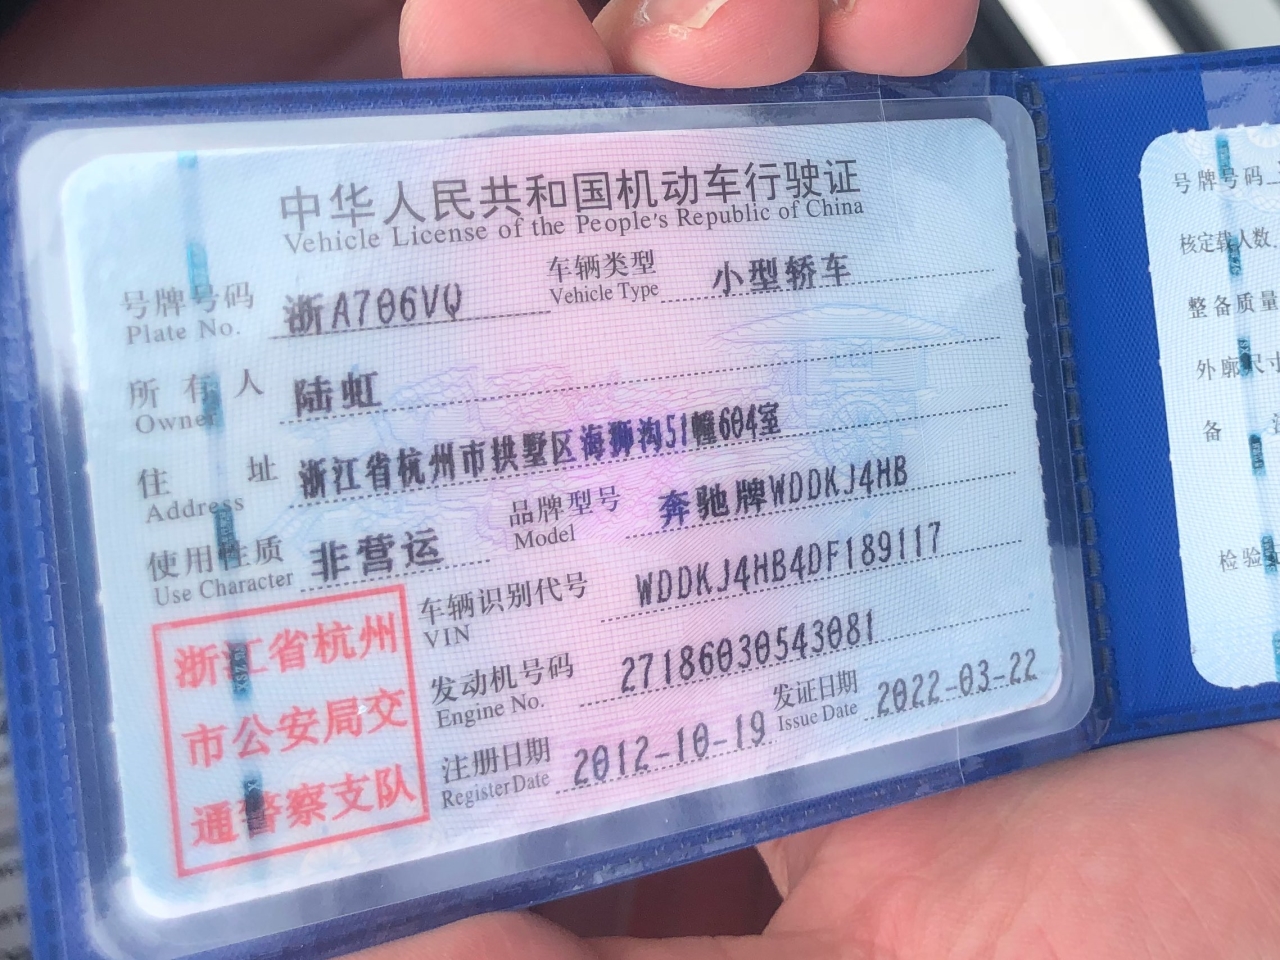 中华人民共和国机动车行驶证
Vehicle License of the People's Republic of China
号牌号码 浙A706VQ 车辆类型 小型轿车
Plate No. Vehicle Type
所有人 陆虹
Owner
住址 浙江省杭州市拱墅区海狮沟51幢604室
Address
使用性质 非营运 品牌型号 奔驰牌WDDKJ4HB
Use Character Model
车辆识别代号 WDDKJ4HB4DF189117
VIN
发动机号码 27186030543081
Engine No.
注册日期 2012-10-19 发证日期 2022-03-22
Register Date Issue Date
浙江省杭州
市公安局交
通警察支队
号牌号码
核定载人数
整备质量
外廓尺寸
备
检验